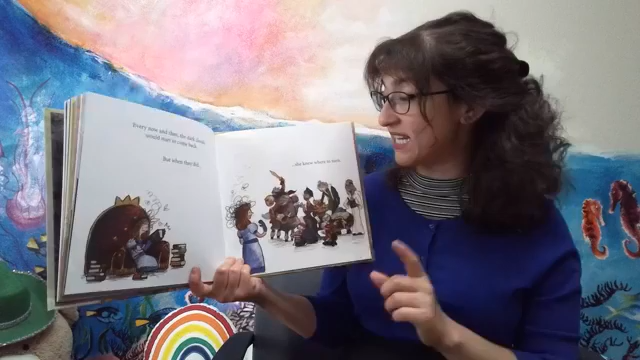 Every now and then, the dark days
would start to come back.
But when they did,
...she knew where to turn.